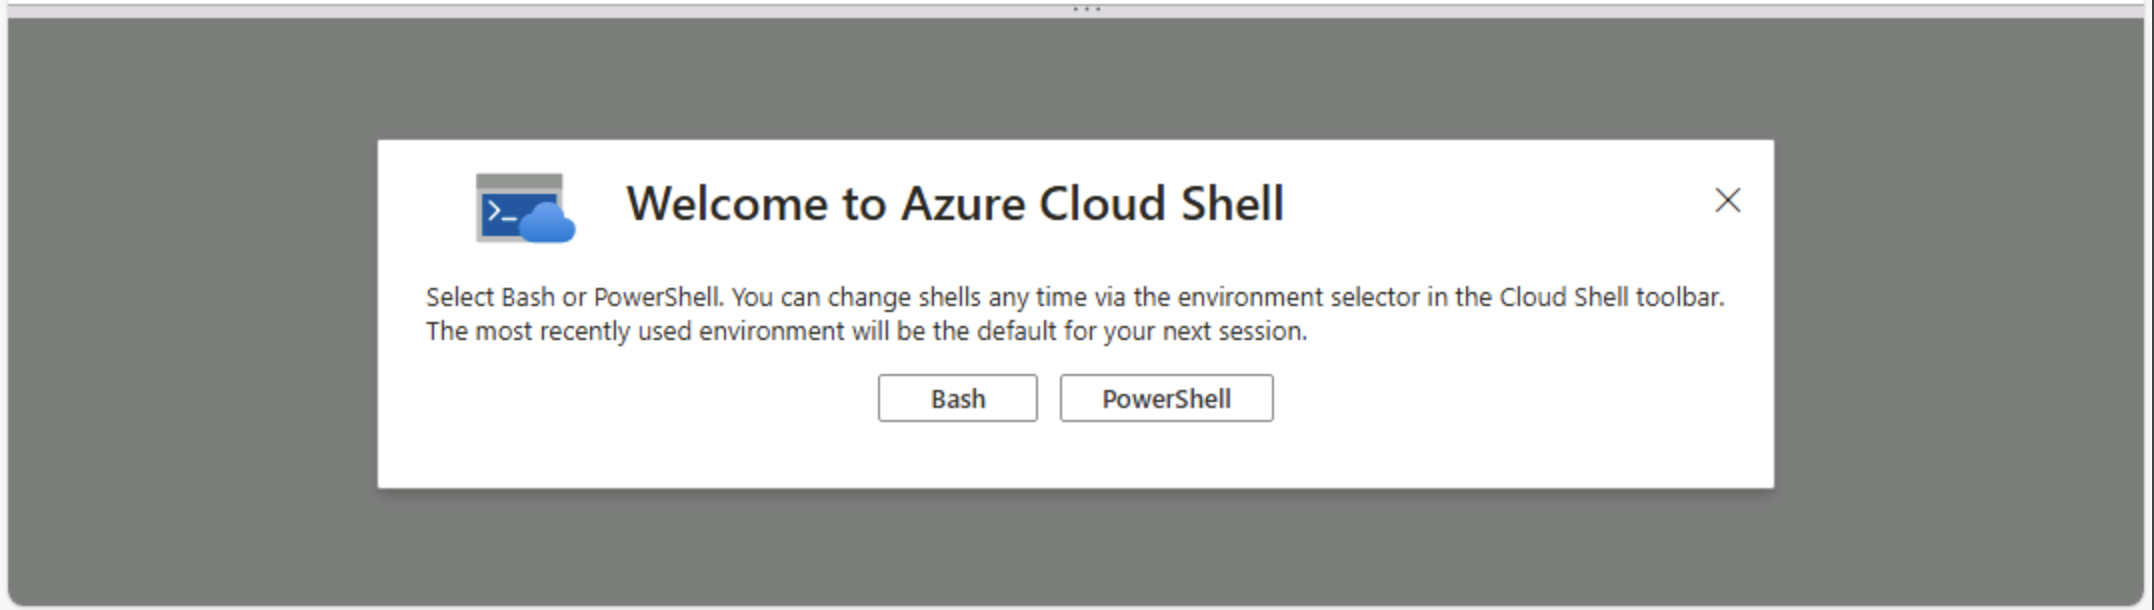 Welcome to Azure Cloud Shell
Select Bash or PowerShell. You can change shells any time via the environment selector in the Cloud Shell toolbar.
The most recently used environment will be the default for your next session.
Bash
PowerShell